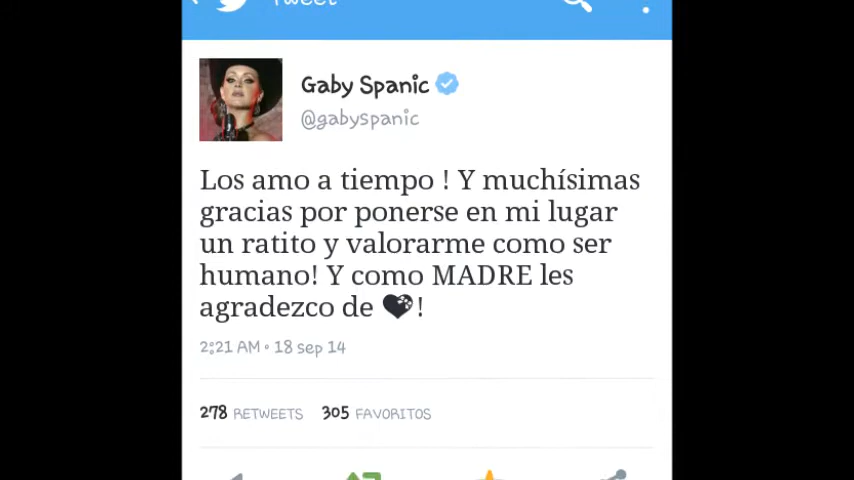 Tweet
Gaby Spanic
@gabyspanic
Los amo a tiempo ! Y muchísimas
gracias por ponerse en mi lugar
un ratito y valorarme como ser
humano! Y como MADRE les
agradezco de 💝!
2:21 AM • 18 sep 14
278 RETWEETS 305 FAVORITOS